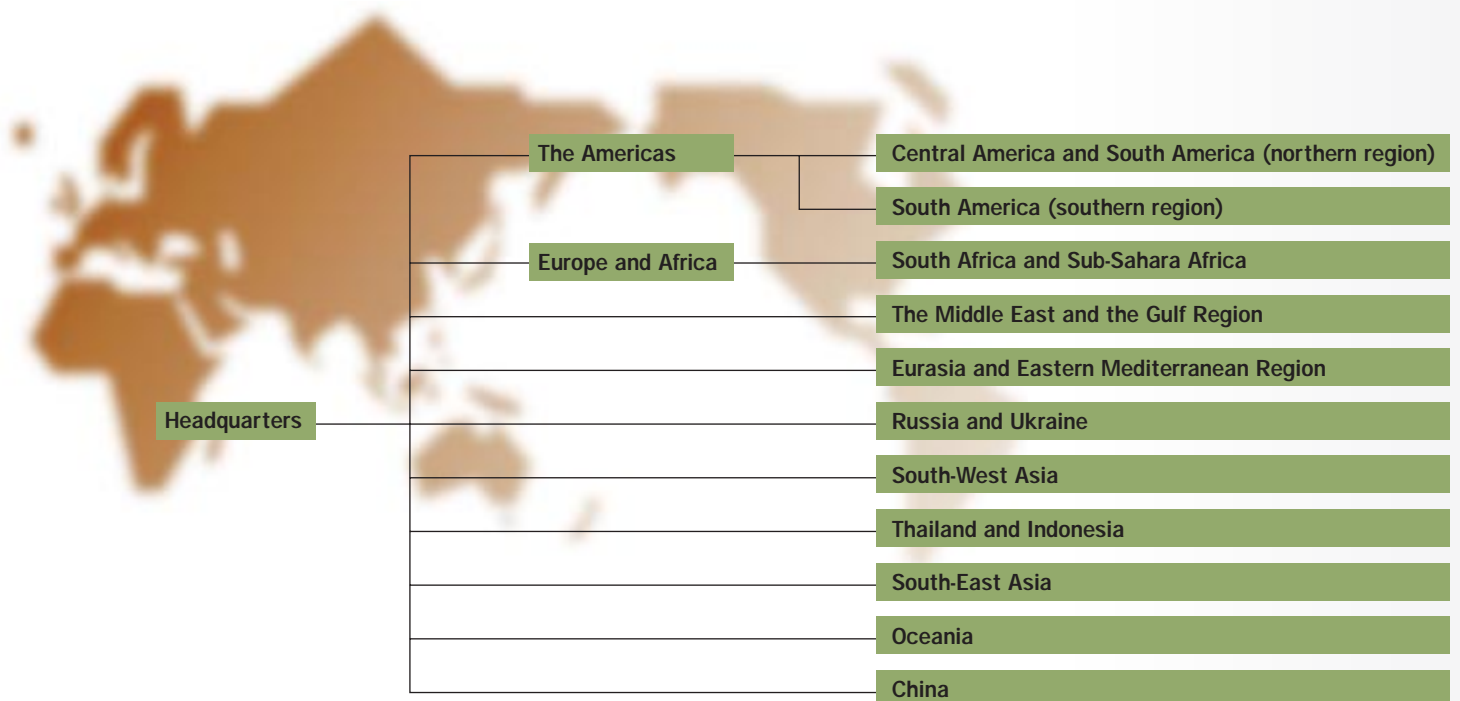 The Americas
Central America and South America (northern region)
South America (southern region)
Europe and Africa
South Africa and Sub-Sahara Africa
The Middle East and the Gulf Region
Eurasia and Eastern Mediterranean Region
Headquarters
Russia and Ukraine
South-West Asia
Thailand and Indonesia
South-East Asia
Oceania
China